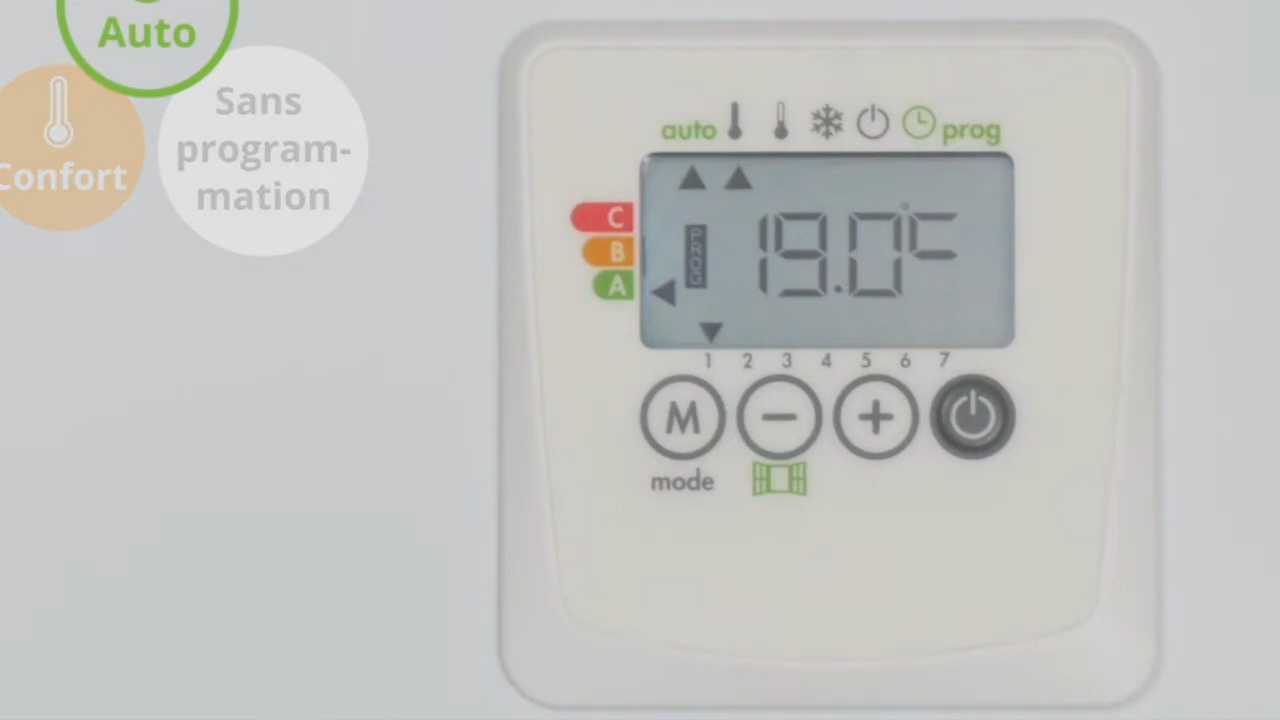 Auto
Confort
Sans
program-
mation
auto prog
C
B
A
PROG
19.0°C
1 2 3 4 5 6 7
M
mode